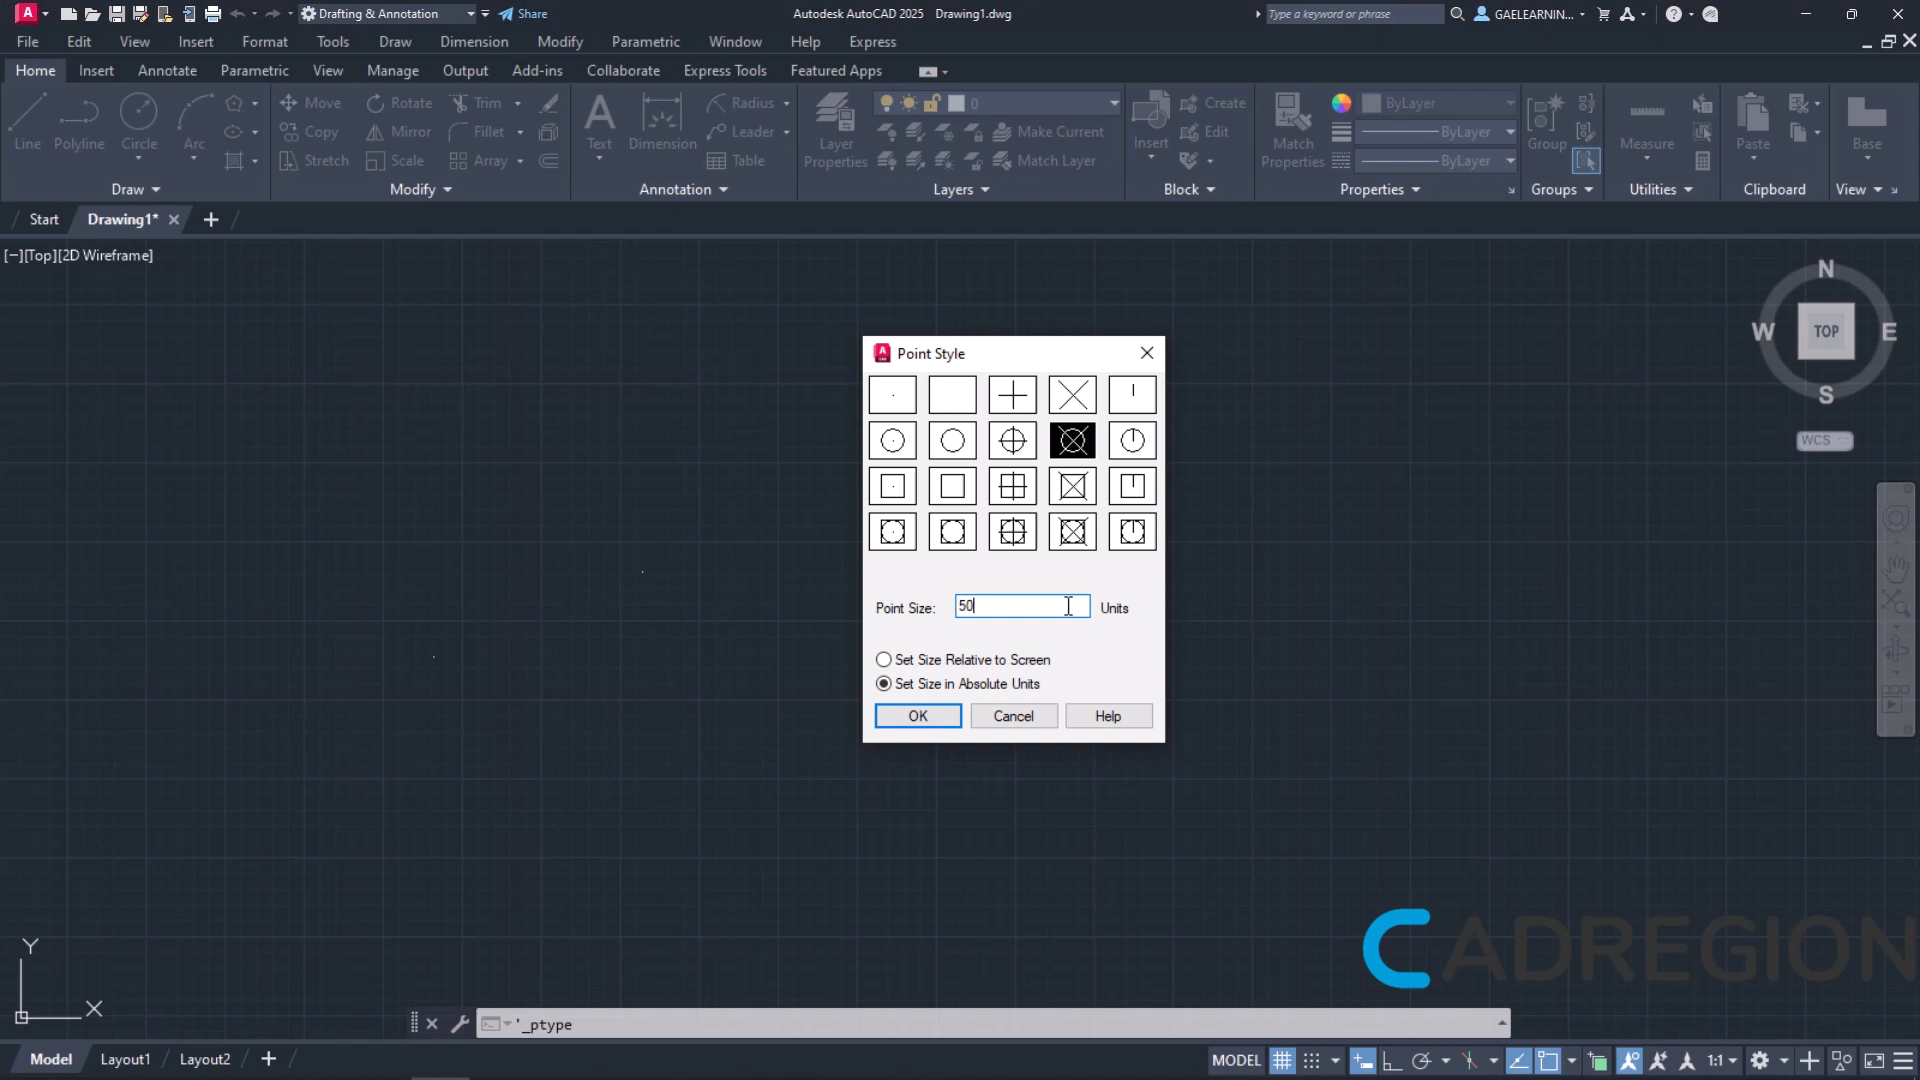 Drafting & Annotation
Share
Autodesk AutoCAD 2025 Drawing1.dwg
Type a keyword or phrase
GAELEARNIN...
File Edit View Insert Format Tools Draw Dimension Modify Parametric Window Help Express
Home Insert Annotate Parametric View Manage Output Add-ins Collaborate Express Tools Featured Apps
Move Rotate Trim
Radius
0
Create
ByLayer
Line Polyline Circle Arc
Copy Mirror Fillet
Text Dimension
Leader
Layer Properties
Make Current
Insert
Edit
Match Properties
ByLayer
Group
Measure
Paste
Base
Stretch Scale Array
Table
Match Layer
ByLayer
Draw Modify Annotation Layers Block Properties Groups Utilities Clipboard View
Start Drawing1*
[−][Top][2D Wireframe]
N
W TOP E
S
WCS
Point Style
Point Size: 50 Units
Set Size Relative to Screen
Set Size in Absolute Units
OK Cancel Help
CADREGION
Y
X
'_ptype
Model Layout1 Layout2
MODEL
1:1